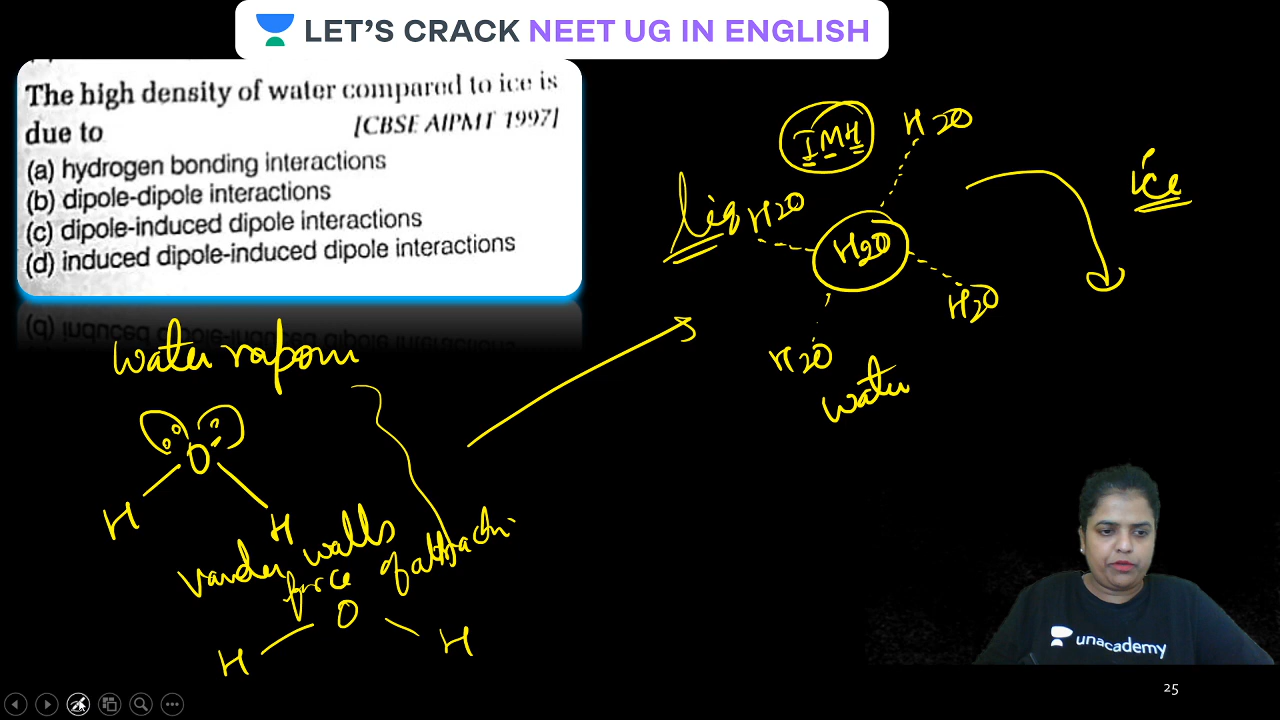 LET'S CRACK NEET UG IN ENGLISH
The high density of water compared to ice is
due to [CBSE AIPMT 1997]
(a) hydrogen bonding interactions
(b) dipole-dipole interactions
(c) dipole-induced dipole interactions
(d) induced dipole-induced dipole interactions
IMH
H2O
ice
liq H2O
H2O
H2O
H2O
water
water vapour
O
H
H
vander walls
force of attracti
O
H
H
unacademy
25